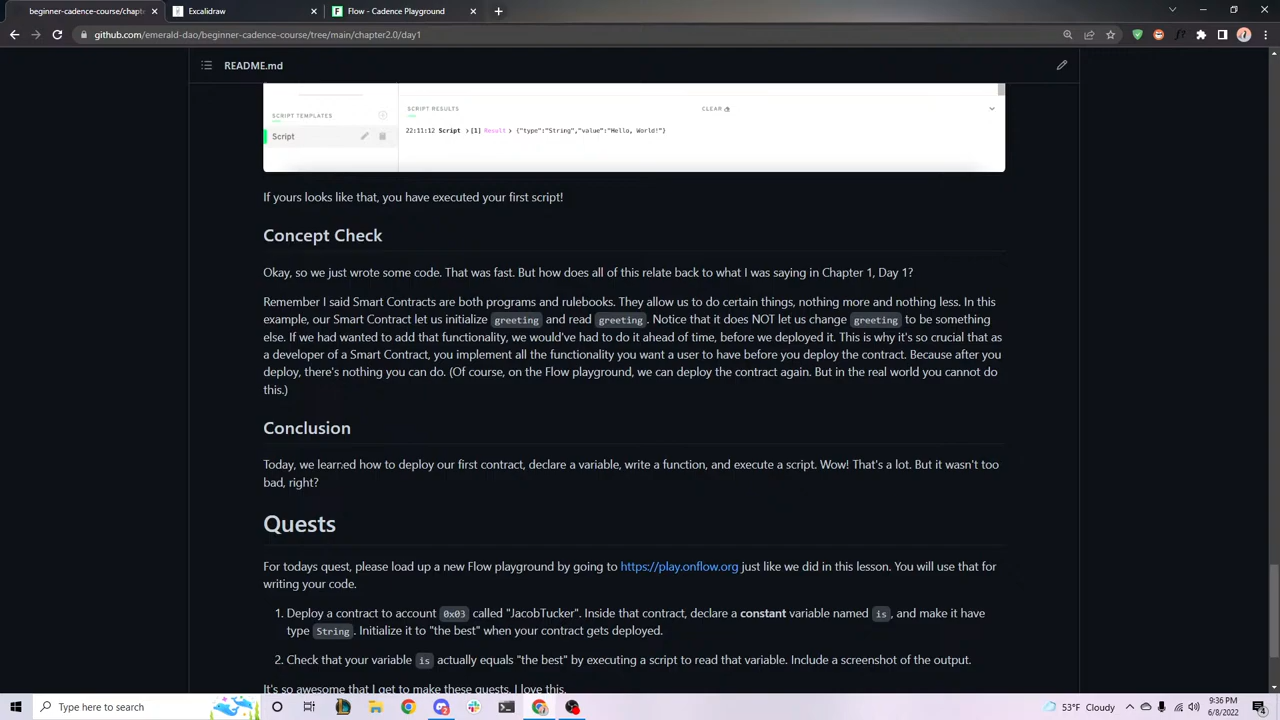 beginner-cadence-course/chapte
Excalidraw
Flow - Cadence Playground
github.com/emerald-dao/beginner-cadence-course/tree/main/chapter2.0/day1
README.md
SCRIPT TEMPLATES
Script
SCRIPT RESULTS
CLEAR
22:11:12 Script > [1] Result > {"type":"String","value":"Hello, World!"}
If yours looks like that, you have executed your first script!
Concept Check
Okay, so we just wrote some code. That was fast. But how does all of this relate back to what I was saying in Chapter 1, Day 1?
Remember I said Smart Contracts are both programs and rulebooks. They allow us to do certain things, nothing more and nothing less. In this
example, our Smart Contract let us initialize greeting and read greeting. Notice that it does NOT let us change greeting to be something
else. If we had wanted to add that functionality, we would've had to do it ahead of time, before we deployed it. This is why it's so crucial that as
a developer of a Smart Contract, you implement all the functionality you want a user to have before you deploy the contract. Because after you
deploy, there's nothing you can do. (Of course, on the Flow playground, we can deploy the contract again. But in the real world you cannot do
this.)
Conclusion
Today, we learned how to deploy our first contract, declare a variable, write a function, and execute a script. Wow! That's a lot. But it wasn't too
bad, right?
Quests
For todays quest, please load up a new Flow playground by going to https://play.onflow.org just like we did in this lesson. You will use that for
writing your code.
1. Deploy a contract to account 0x03 called "JacobTucker". Inside that contract, declare a constant variable named is, and make it have
type String. Initialize it to "the best" when your contract gets deployed.
2. Check that your variable is actually equals "the best" by executing a script to read that variable. Include a screenshot of the output.
It's so awesome that I get to make these quests. I love this.
Type here to search
53°F Cloudy
9:36 PM
6/8/2022